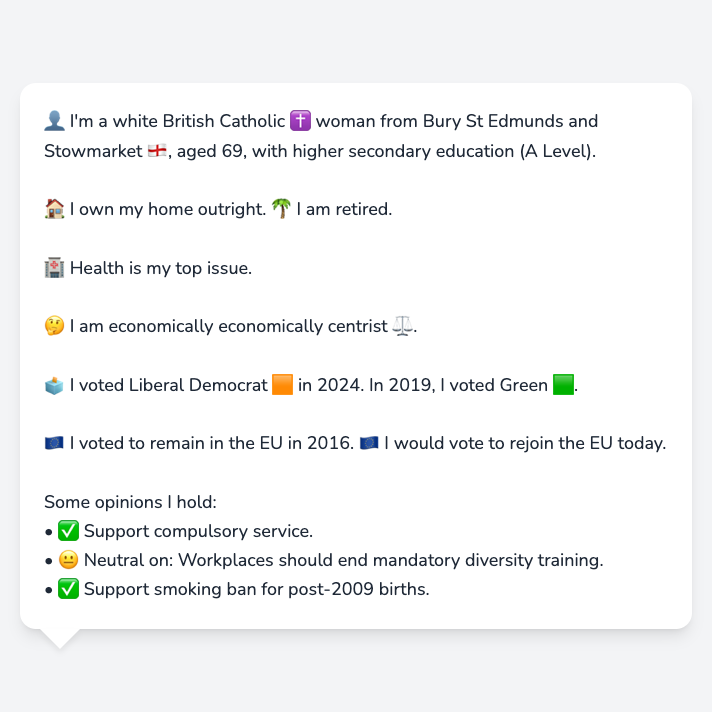 👤 I'm a white British Catholic ✝️ woman from Bury St Edmunds and
Stowmarket 🏴󠁧󠁢󠁥󠁮󠁧󠁿, aged 69, with higher secondary education (A Level).
🏠 I own my home outright. 🌴 I am retired.
🏥 Health is my top issue.
🤔 I am economically economically centrist ⚖️.
🗳️ I voted Liberal Democrat 🟧 in 2024. In 2019, I voted Green 🟩.
🇪🇺 I voted to remain in the EU in 2016. 🇪🇺 I would vote to rejoin the EU today.
Some opinions I hold:
• ✅ Support compulsory service.
• 😐 Neutral on: Workplaces should end mandatory diversity training.
• ✅ Support smoking ban for post-2009 births.